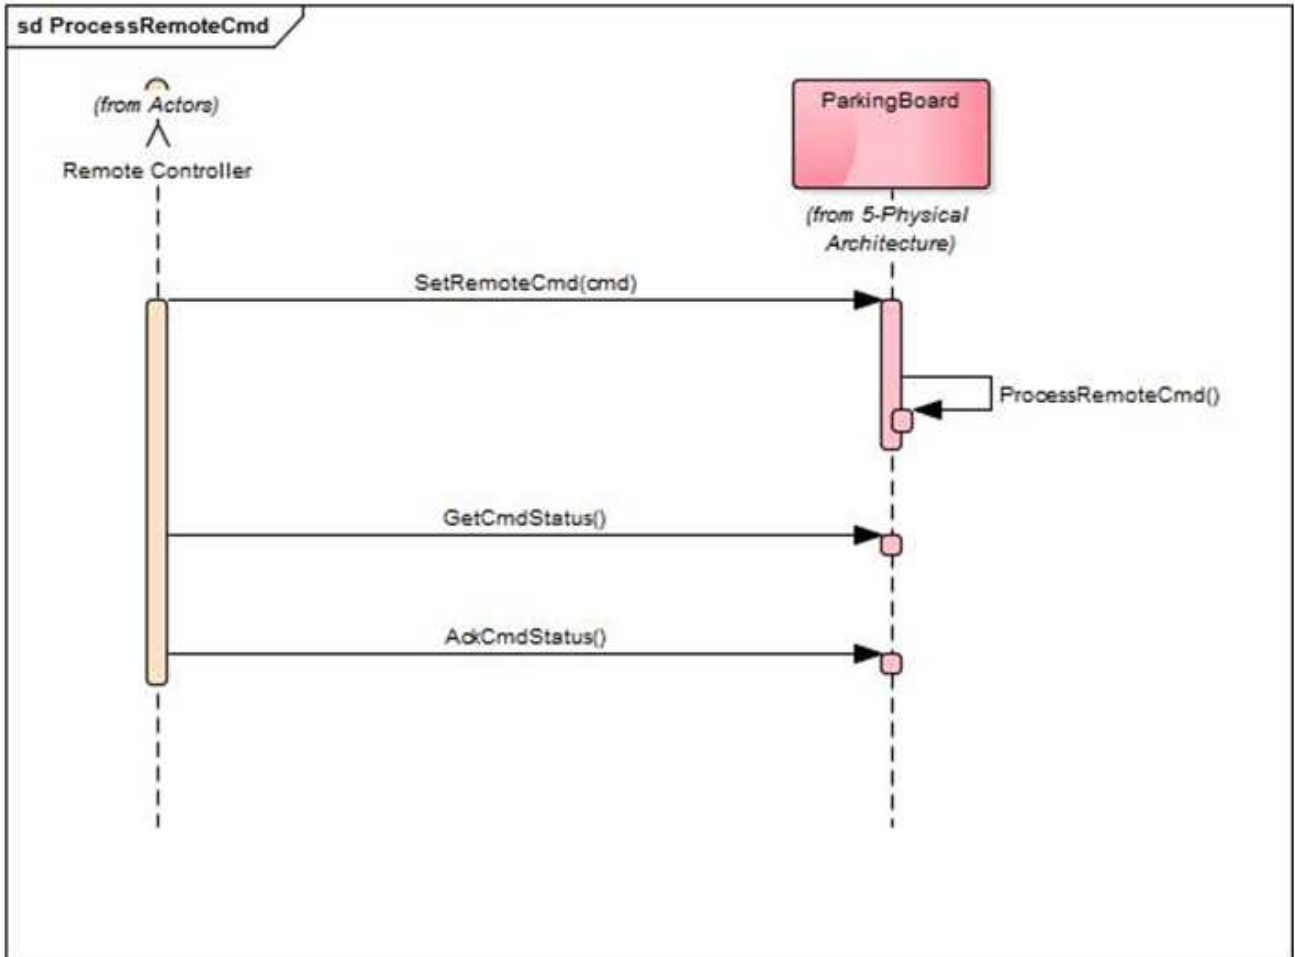 sd ProcessRemoteCmd
(from Actors)
Remote Controller
ParkingBoard
(from 5-Physical
Architecture)
SetRemoteCmd(cmd)
ProcessRemoteCmd()
GetCmdStatus()
AckCmdStatus()